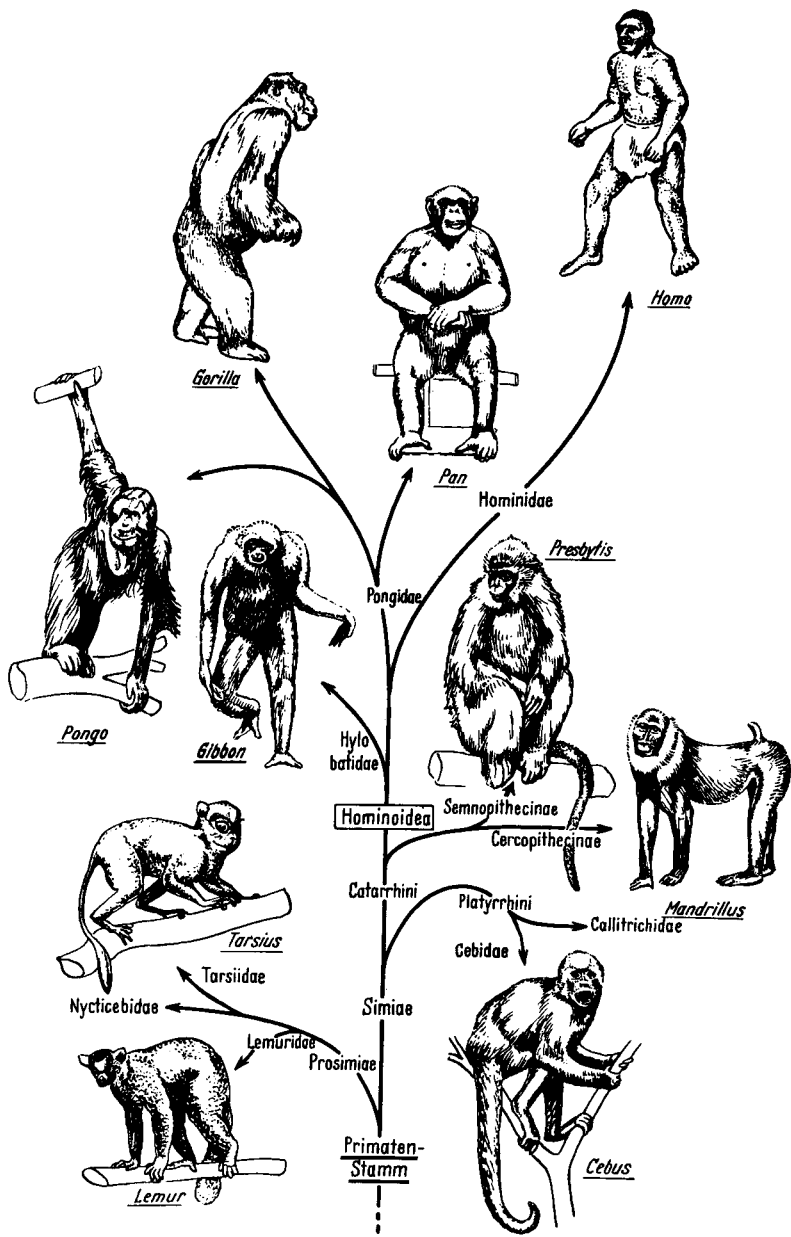 Homo
Gorilla
Pan
Hominidae
Presbytis
Pongidae
Pongo
Gibbon
Hylo
batidae
Hominoidea
Semnopithecinae
Cercopithecinae
Catarrhini
Platyrrhini
Mandrillus
Callitrichidae
Tarsius
Cebidae
Tarsiidae
Nycticebidae
Simiae
Lemuridae
Prosimiae
Primaten-
Stamm
Lemur
Cebus